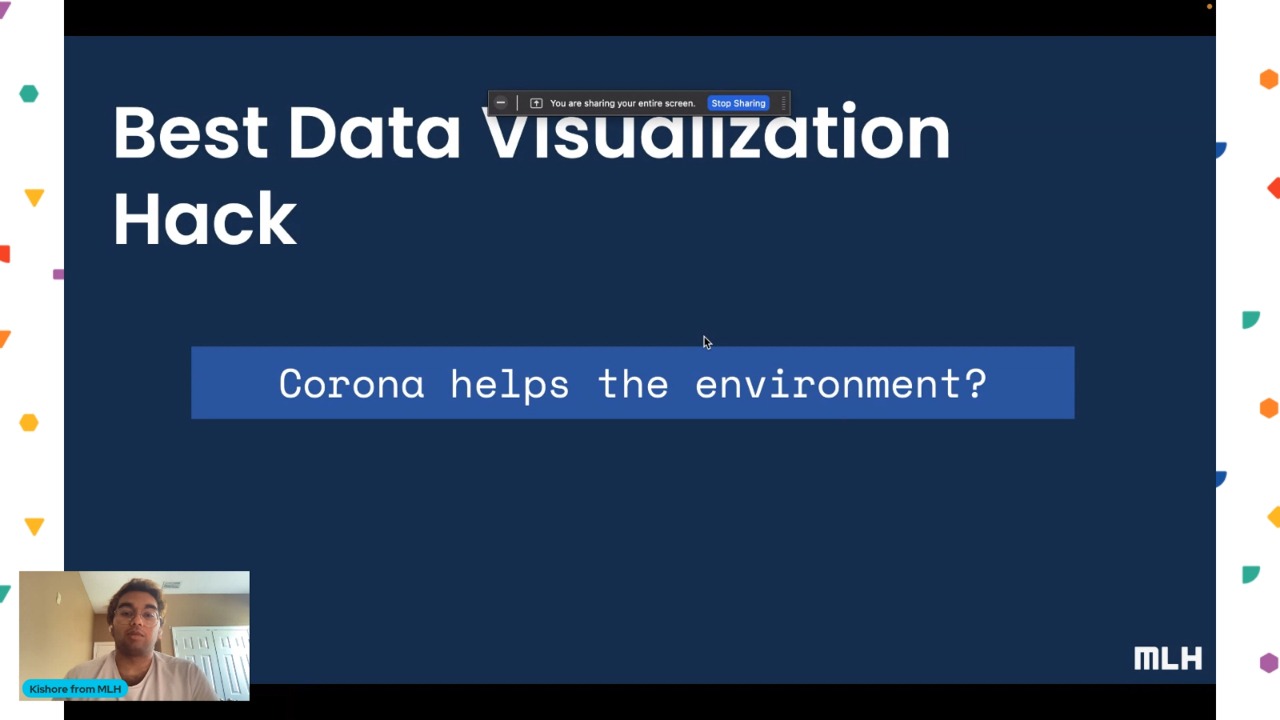 You are sharing your entire screen. Stop Sharing
Best Data Visualization
Hack
Corona helps the environment?
Kishore from MLH
MLH